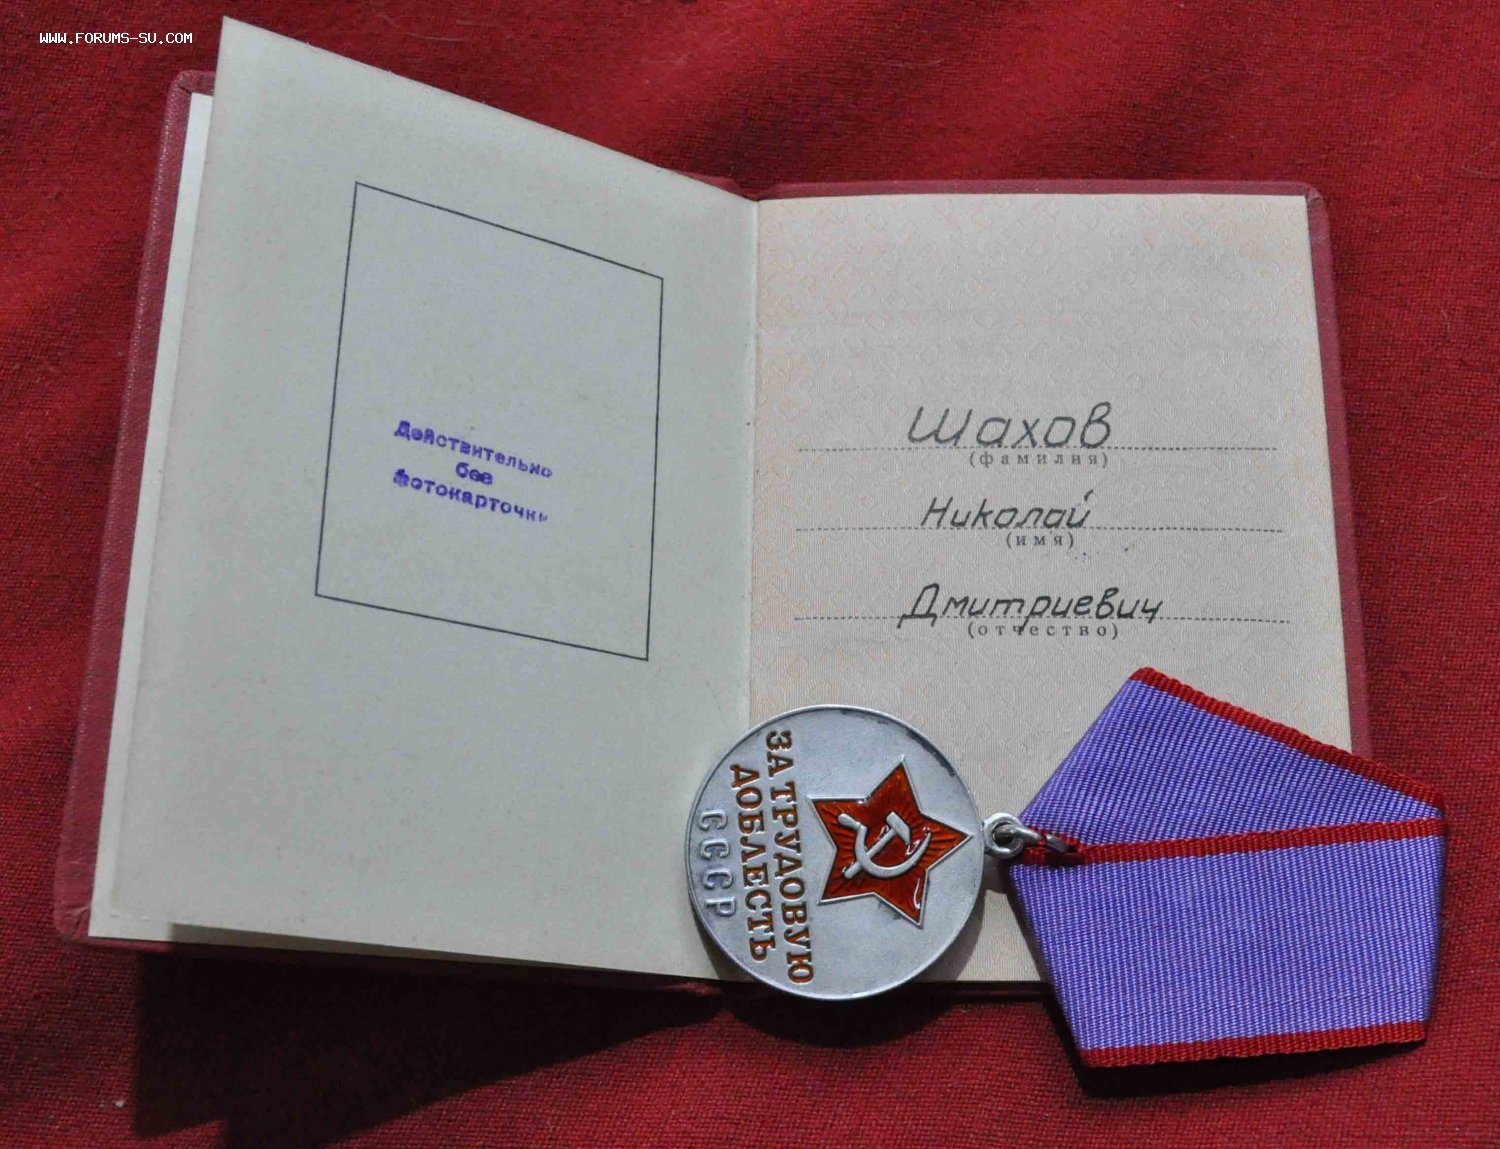 WWW.FORUMS-SU.COM
Действительно
без
фотокарточки
Шахов
(фамилия)
Николай
(имя)
Дмитриевич
(отчество)
ЗА ТРУДОВУЮ
ДОБЛЕСТЬ
СССР